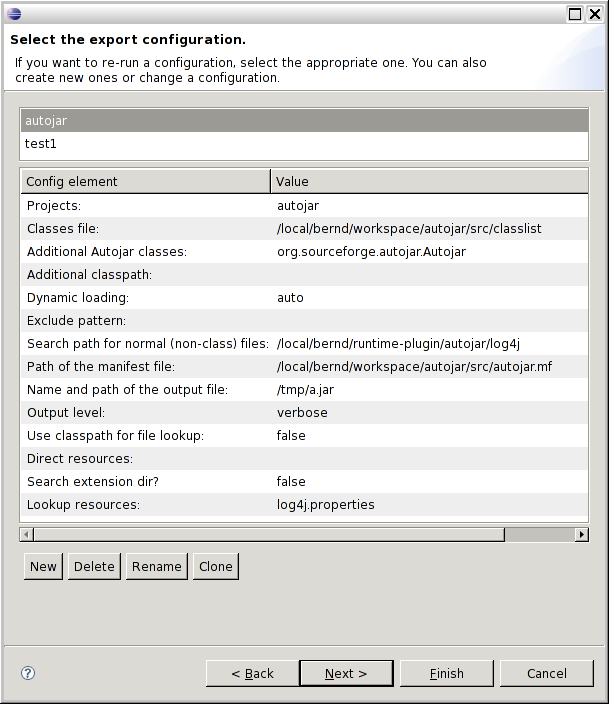 Select the export configuration.
If you want to re-run a configuration, select the appropriate one. You can also
create new ones or change a configuration.
autojar
test1
Config element Value
Projects: autojar
Classes file: /local/bernd/workspace/autojar/src/classlist
Additional Autojar classes: org.sourceforge.autojar.Autojar
Additional classpath:
Dynamic loading: auto
Exclude pattern:
Search path for normal (non-class) files: /local/bernd/runtime-plugin/autojar/log4j
Path of the manifest file: /local/bernd/workspace/autojar/src/autojar.mf
Name and path of the output file: /tmp/a.jar
Output level: verbose
Use classpath for file lookup: false
Direct resources:
Search extension dir? false
Lookup resources: log4j.properties
New Delete Rename Clone
? < Back Next > Finish Cancel